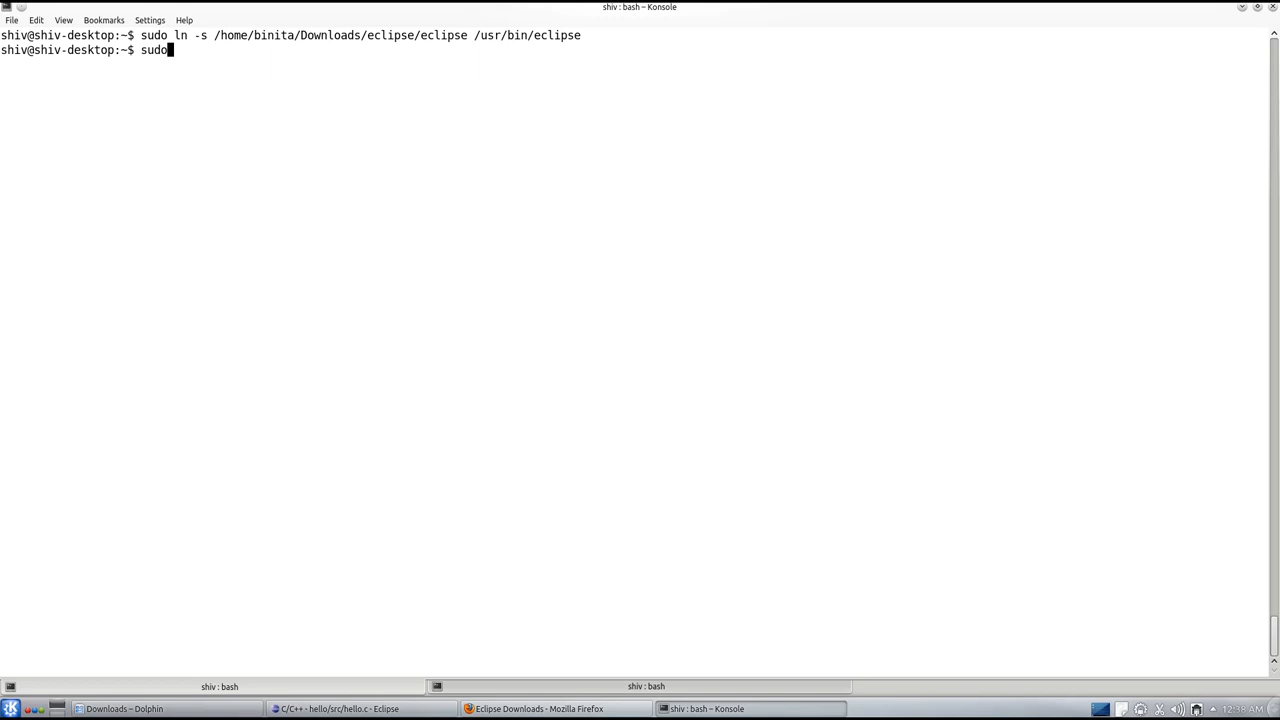 shiv : bash – Konsole
File Edit View Bookmarks Settings Help
shiv@shiv-desktop:~$ sudo ln -s /home/binita/Downloads/eclipse/eclipse /usr/bin/eclipse
shiv@shiv-desktop:~$ sudo
shiv : bash shiv : bash
Downloads – Dolphin C/C++ - hello/src/hello.c - Eclipse Eclipse Downloads - Mozilla Firefox shiv : bash – Konsole 12:38 AM